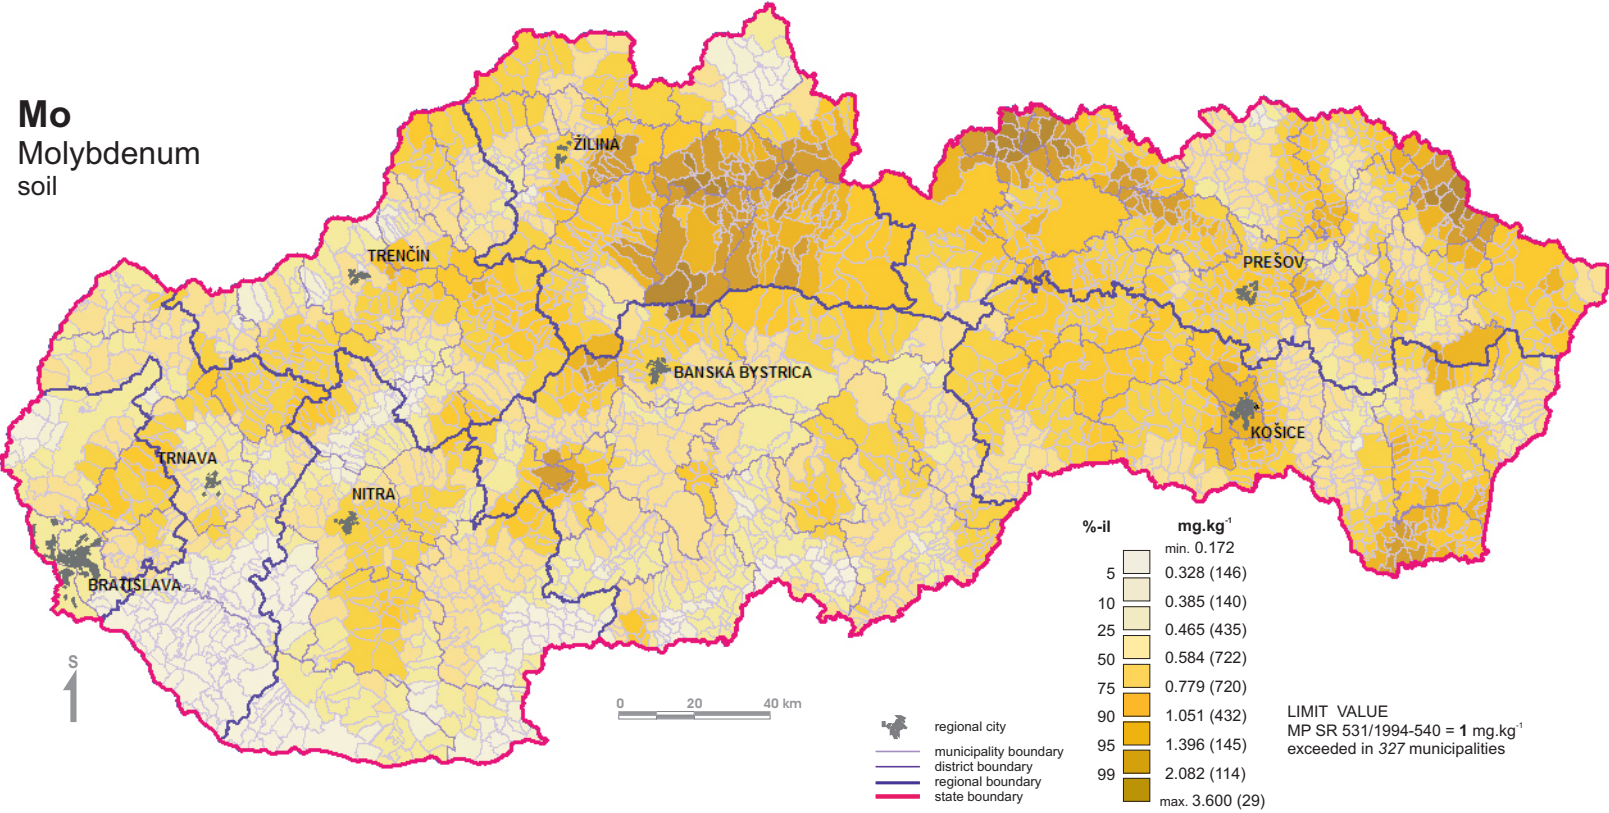 Mo
Molybdenum
soil
ŽILINA
TRENČÍN
PREŠOV
BANSKÁ BYSTRICA
KOŠICE
TRNAVA
NITRA
BRATISLAVA
S
0 20 40 km
regional city
municipality boundary
district boundary
regional boundary
state boundary
%-il mg.kg⁻¹
min. 0.172
5 0.328 (146)
10 0.385 (140)
25 0.465 (435)
50 0.584 (722)
75 0.779 (720)
90 1.051 (432)
95 1.396 (145)
99 2.082 (114)
max. 3.600 (29)
LIMIT VALUE
MP SR 531/1994-540 = 1 mg.kg⁻¹
exceeded in 327 municipalities